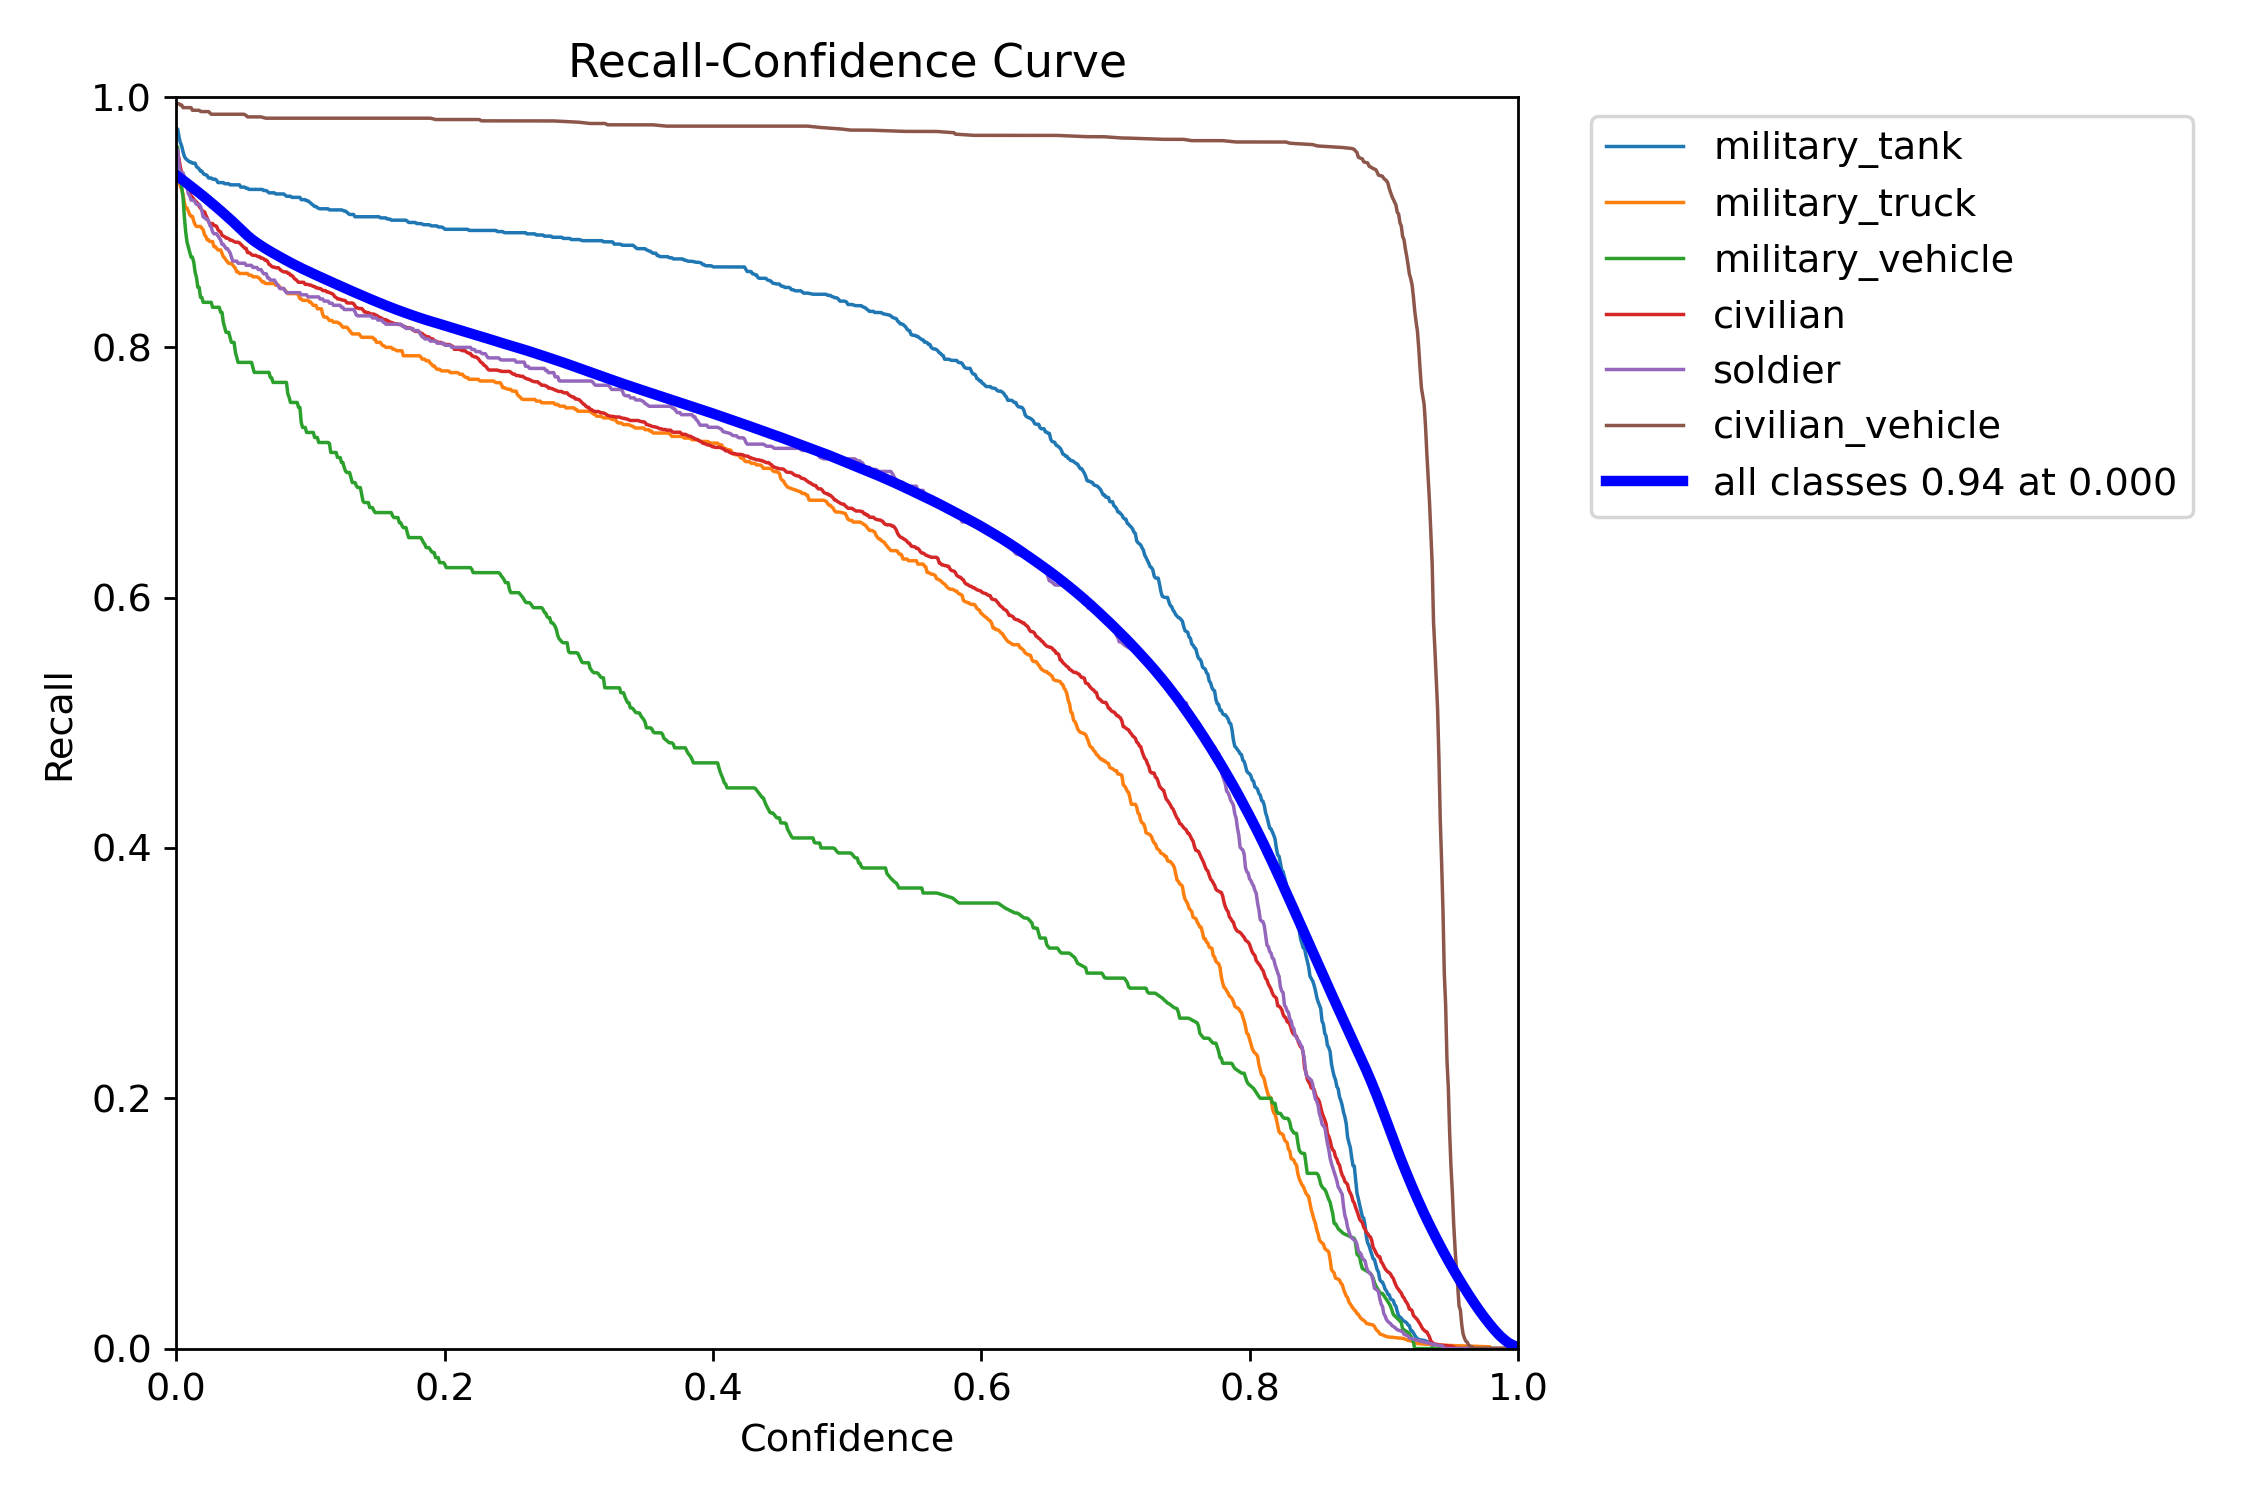 Recall-Confidence Curve
1.0
0.8
0.6
0.4
0.2
0.0
Recall
0.0 0.2 0.4 0.6 0.8 1.0
Confidence
military_tank
military_truck
military_vehicle
civilian
soldier
civilian_vehicle
all classes 0.94 at 0.000